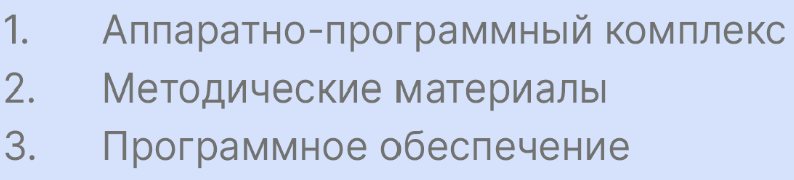 1. Аппаратно-программный комплекс
2. Методические материалы
3. Программное обеспечение